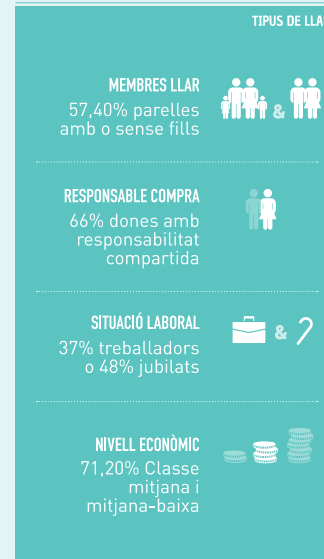 TIPUS DE LLA
MEMBRES LLAR
57,40% parelles
amb o sense fills
&
RESPONSABLE COMPRA
66% dones amb
responsabilitat
compartida
SITUACIÓ LABORAL
37% treballadors
o 48% jubilats
&
NIVELL ECONÒMIC
71,20% Classe
mitjana i
mitjana-baixa